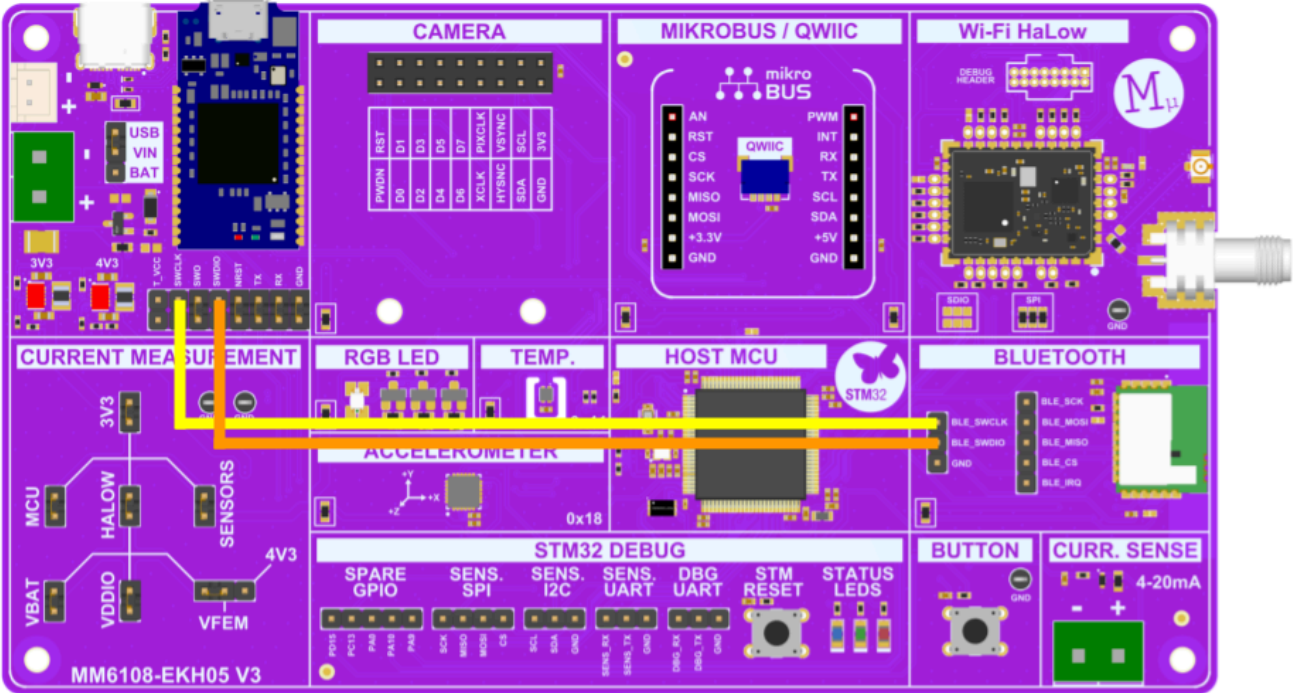 CAMERA
MIKROBUS / QWIIC
Wi-Fi HaLow
USB
VIN
BAT
-
+
-
+
3V3
4V3
T_VCC
SWCLK
SWO
SWDIO
NRST
TX
RX
GND
RST
D1
D3
D5
D7
PIXCLK
VSYNC
SCL
3V3
PWDN
D0
D2
D4
D6
XCLK
HYSNC
SDA
GND
mikro
BUS
QWIIC
AN
RST
CS
SCK
MISO
MOSI
+3.3V
GND
PWM
INT
RX
TX
SCL
SDA
+5V
GND
DEBUG
HEADER
Mμ
SDIO
SPI
GND
CURRENT MEASUREMENT
3V3
GND
MCU
HALOW
SENSORS
VBAT
VDDIO
VFEM
4V3
MM6108-EKH05 V3
RGB LED
TEMP.
ACCELEROMETER
+Y
+X
+Z
0x18
HOST MCU
STM32
BLUETOOTH
BLE_SWCLK
BLE_SWDIO
GND
BLE_SCK
BLE_MOSI
BLE_MISO
BLE_CS
BLE_IRQ
STM32 DEBUG
SPARE
GPIO
PD15
PC13
PA0
PA10
PA9
SENS.
SPI
SCK
MISO
MOSI
CS
SENS.
I2C
SCL
SDA
GND
SENS.
UART
SENS_RX
SENS_TX
GND
DBG
UART
DBG_RX
DBG_TX
GND
STM
RESET
STATUS
LEDS
BUTTON
GND
CURR. SENSE
4-20mA
-
+